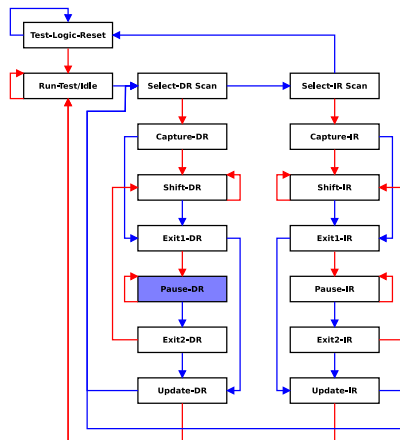 Test-Logic-Reset
Run-Test/Idle
Select-DR Scan
Select-IR Scan
Capture-DR
Capture-IR
Shift-DR
Shift-IR
Exit1-DR
Exit1-IR
Pause-DR
Pause-IR
Exit2-DR
Exit2-IR
Update-DR
Update-IR